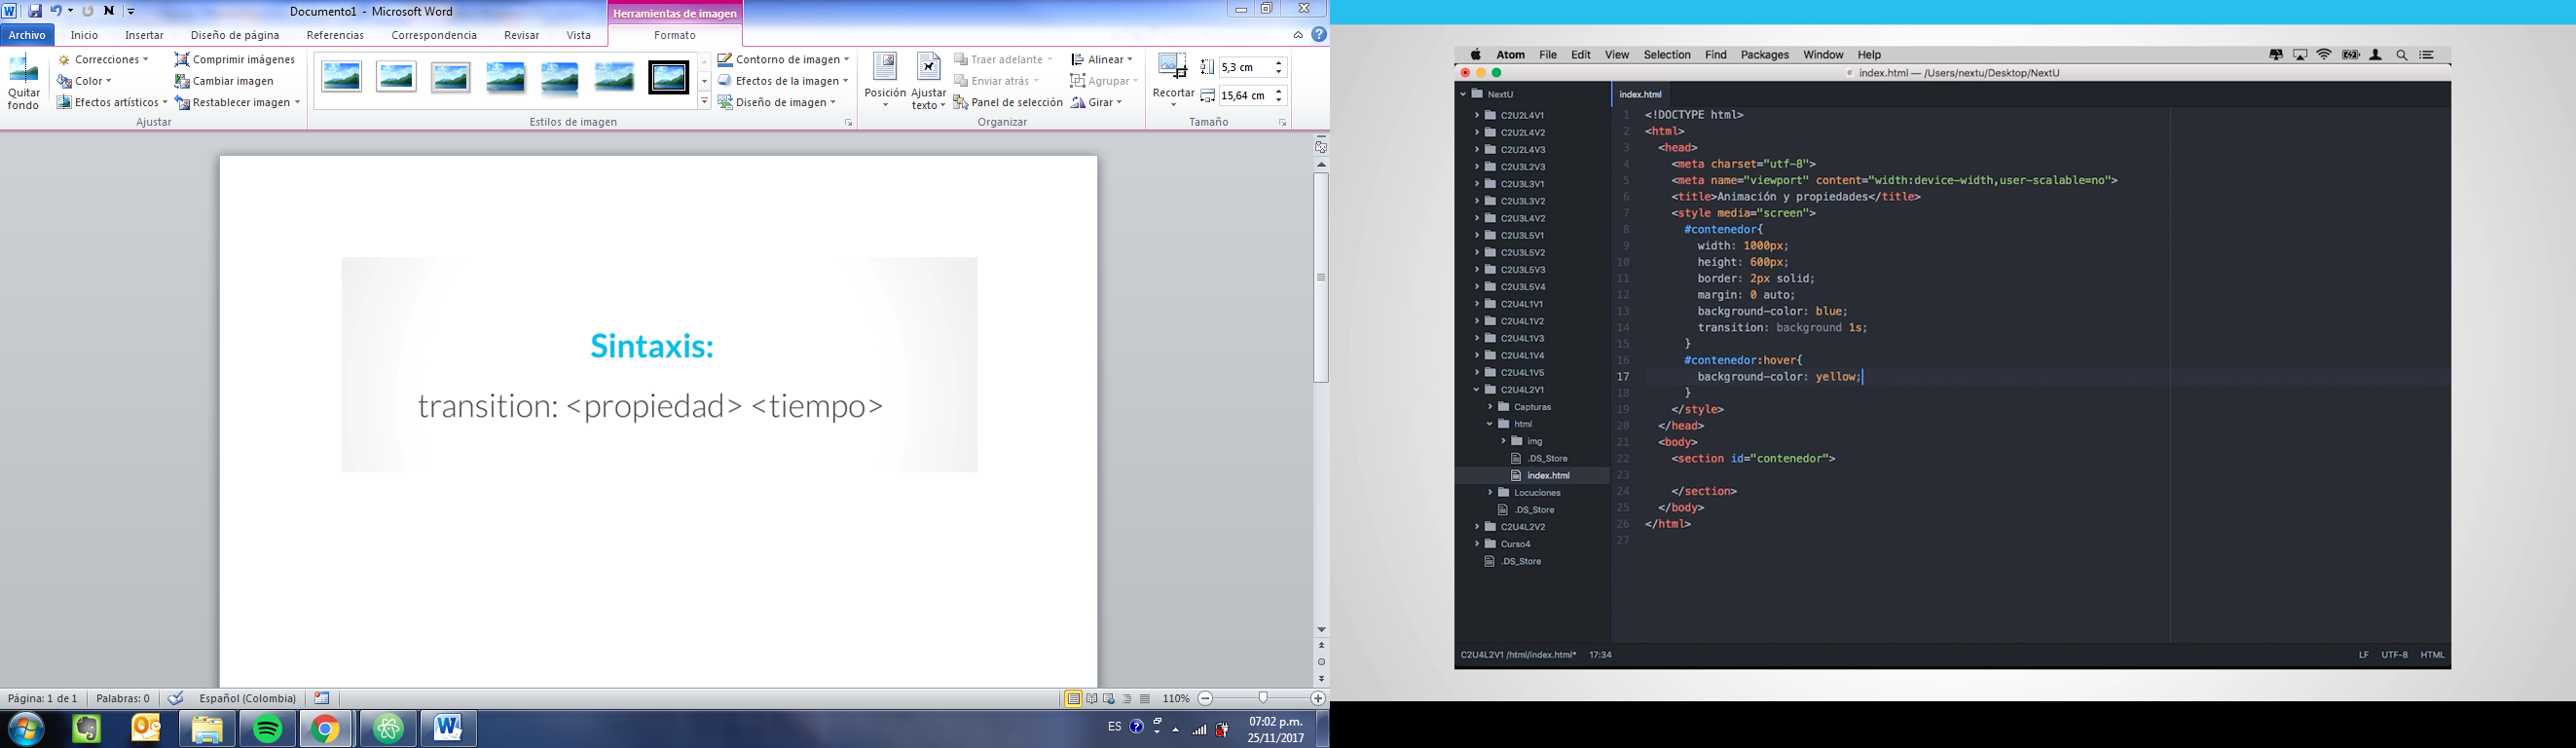 Documento1 - Microsoft Word
Herramientas de imagen
Archivo Inicio Insertar Diseño de página Referencias Correspondencia Revisar Vista Formato
Quitar fondo
Correcciones
Color
Efectos artísticos
Comprimir imágenes
Cambiar imagen
Restablecer imagen
Ajustar
Estilos de imagen
Contorno de imagen
Efectos de la imagen
Diseño de imagen
Posición
Ajustar texto
Traer adelante
Enviar atrás
Panel de selección
Alinear
Agrupar
Girar
Organizar
Recortar
5,3 cm
15,64 cm
Tamaño
Sintaxis:
transition: <propiedad> <tiempo>
Página: 1 de 1 Palabras: 0 Español (Colombia) 110%
ES 07:02 p.m.
25/11/2017
Atom File Edit View Selection Find Packages Window Help
index.html — /Users/nextu/Desktop/NextU
NextU
C2U2L4V1
C2U2L4V2
C2U2L4V3
C2U3L2V3
C2U3L3V1
C2U3L3V2
C2U3L4V2
C2U3L5V1
C2U3L5V2
C2U3L5V3
C2U3L5V4
C2U4L1V1
C2U4L1V2
C2U4L1V3
C2U4L1V4
C2U4L1V5
C2U4L2V1
Capturas
html
img
.DS_Store
index.html
Locuciones
.DS_Store
C2U4L2V2
Curso4
.DS_Store
index.html
1 <!DOCTYPE html>
2 <html>
3 <head>
4 <meta charset="utf-8">
5 <meta name="viewport" content="width:device-width,user-scalable=no">
6 <title>Animación y propiedades</title>
7 <style media="screen">
8 #contenedor{
9 width: 1000px;
10 height: 600px;
11 border: 2px solid;
12 margin: 0 auto;
13 background-color: blue;
14 transition: background 1s;
15 }
16 #contenedor:hover{
17 background-color: yellow;
18 }
19 </style>
20 </head>
21 <body>
22 <section id="contenedor">
23
24 </section>
25 </body>
26 </html>
27
C2U4L2V1 /html/index.html* 17:34 LF UTF-8 HTML